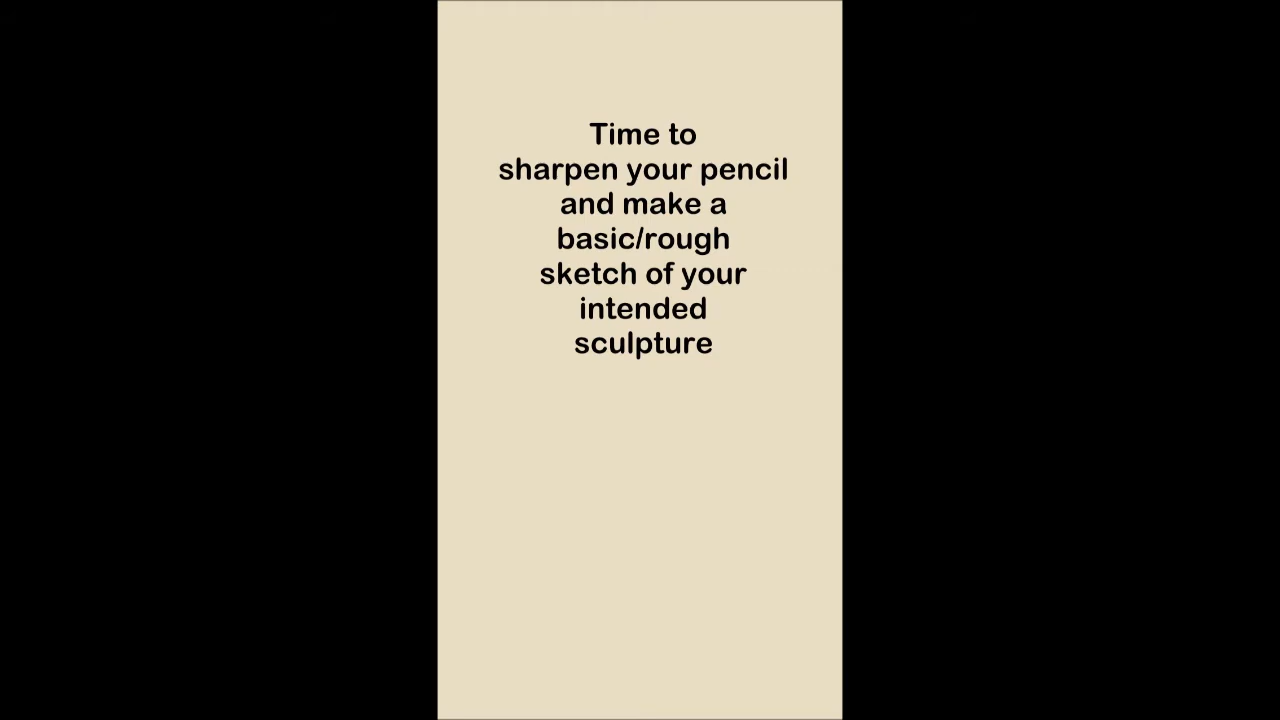 Time to
sharpen your pencil
and make a
basic/rough
sketch of your
intended
sculpture